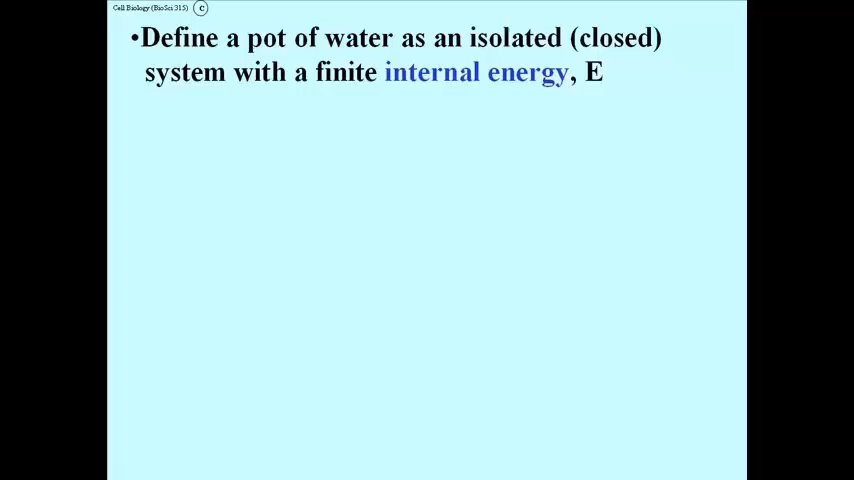 Cell Biology (BioSci 315) C
•Define a pot of water as an isolated (closed)
system with a finite internal energy, E